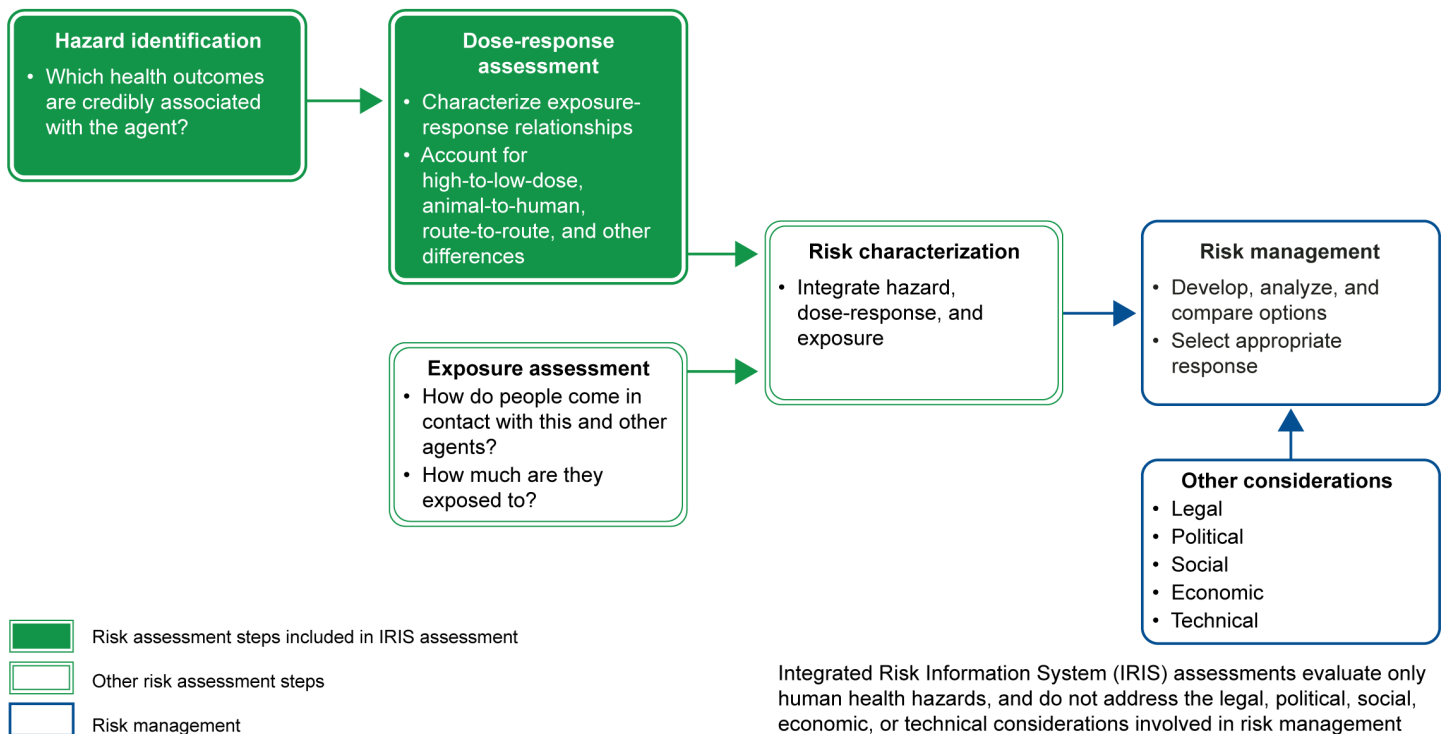 Hazard identification
• Which health outcomes
are credibly associated
with the agent?
Dose-response
assessment
• Characterize exposure-
response relationships
• Account for
high-to-low-dose,
animal-to-human,
route-to-route, and other
differences
Exposure assessment
• How do people come in
contact with this and other
agents?
• How much are they
exposed to?
Risk characterization
• Integrate hazard,
dose-response, and
exposure
Risk management
• Develop, analyze, and
compare options
• Select appropriate
response
Other considerations
• Legal
• Political
• Social
• Economic
• Technical
Risk assessment steps included in IRIS assessment
Other risk assessment steps
Risk management
Integrated Risk Information System (IRIS) assessments evaluate only
human health hazards, and do not address the legal, political, social,
economic, or technical considerations involved in risk management